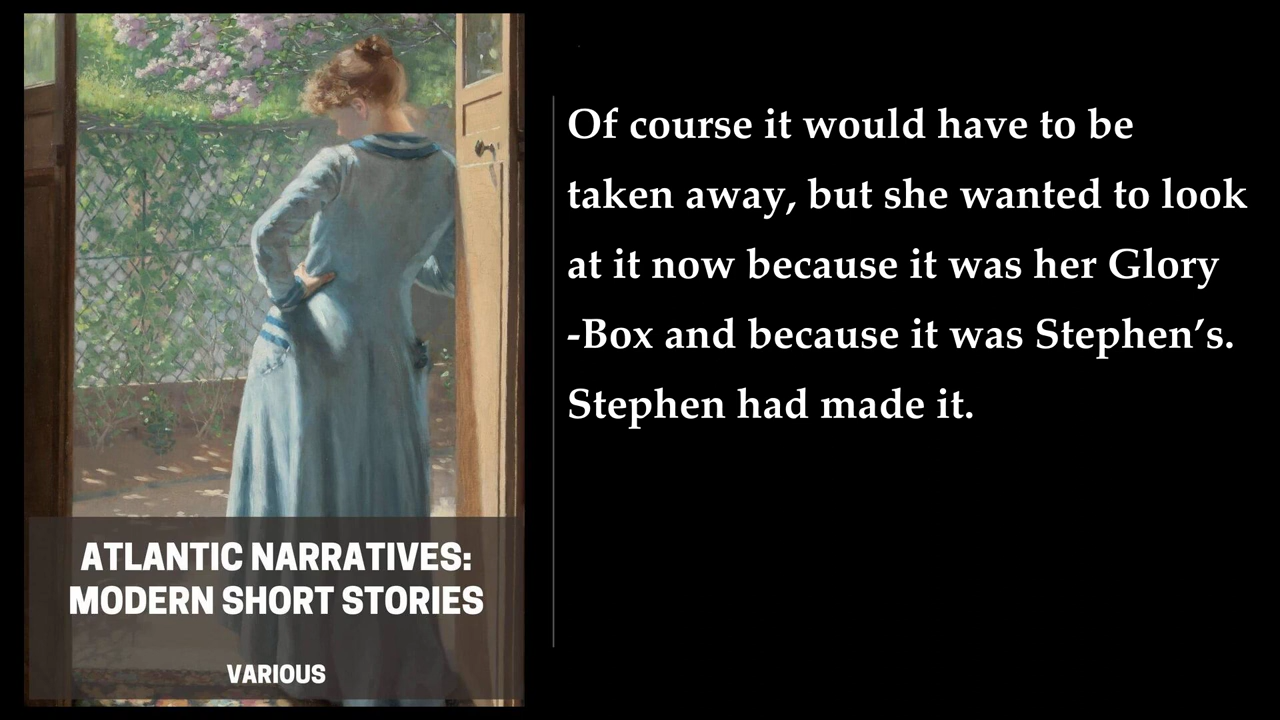 Of course it would have to be
taken away, but she wanted to look
at it now because it was her Glory
-Box and because it was Stephen’s.
Stephen had made it.
ATLANTIC NARRATIVES:
MODERN SHORT STORIES
VARIOUS